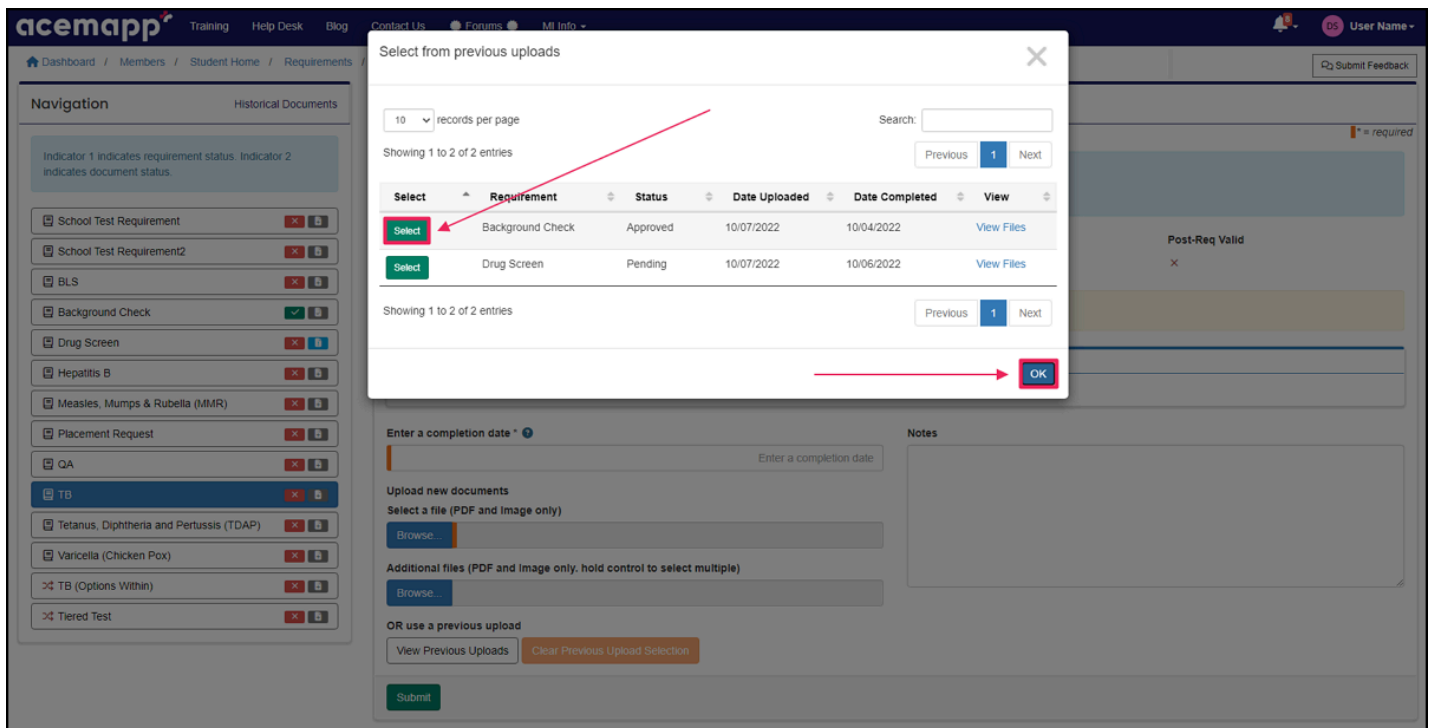 acemapp
Training Help Desk Blog Contact Us Forums MI Info
8
DS User Name
Dashboard / Members / Student Home / Requirements /
Submit Feedback
Select from previous uploads
10 records per page
Search:
Showing 1 to 2 of 2 entries
Previous 1 Next
Select Requirement Status Date Uploaded Date Completed View
Select Background Check Approved 10/07/2022 10/04/2022 View Files
Select Drug Screen Pending 10/07/2022 10/06/2022 View Files
Showing 1 to 2 of 2 entries
Previous 1 Next
OK
Navigation Historical Documents
Indicator 1 indicates requirement status. Indicator 2
indicates document status.
School Test Requirement
School Test Requirement2
BLS
Background Check
Drug Screen
Hepatitis B
Measles, Mumps & Rubella (MMR)
Placement Request
QA
TB
Tetanus, Diphtheria and Pertussis (TDAP)
Varicella (Chicken Pox)
TB (Options Within)
Tiered Test
* = required
Post-Req Valid
Enter a completion date *
Enter a completion date
Notes
Upload new documents
Select a file (PDF and Image only)
Browse...
Additional files (PDF and Image only. hold control to select multiple)
Browse...
OR use a previous upload
View Previous Uploads Clear Previous Upload Selection
Submit